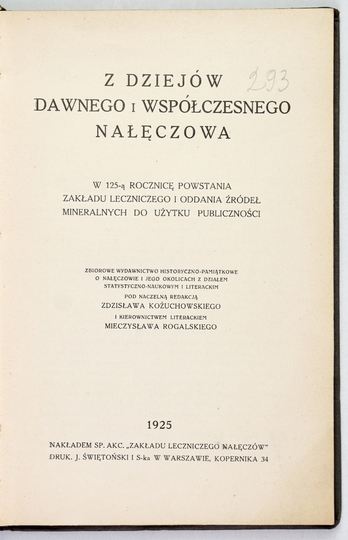 293
Z DZIEJÓW
DAWNEGO I WSPÓŁCZESNEGO
NAŁĘCZOWA
W 125-ą ROCZNICĘ POWSTANIA
ZAKŁADU LECZNICZEGO I ODDANIA ŹRÓDEŁ
MINERALNYCH DO UŻYTKU PUBLICZNOŚCI
ZBIOROWE WYDAWNICTWO HISTORYCZNO-PAMIĄTKOWE
O NAŁĘCZOWIE I JEGO OKOLICACH Z DZIAŁEM
STATYSTYCZNO-NAUKOWYM I LITERACKIM
POD NACZELNĄ REDAKCJĄ
ZDZISŁAWA KOŻUCHOWSKIEGO
I KIEROWNICTWEM LITERACKIEM
MIECZYSŁAWA ROGALSKIEGO
1925
NAKŁADEM SP. AKC. „ZAKŁADU LECZNICZEGO NAŁĘCZÓW"
DRUK. J. ŚWIĘTOŃSKI I S-ka W WARSZAWIE, KOPERNIKA 34